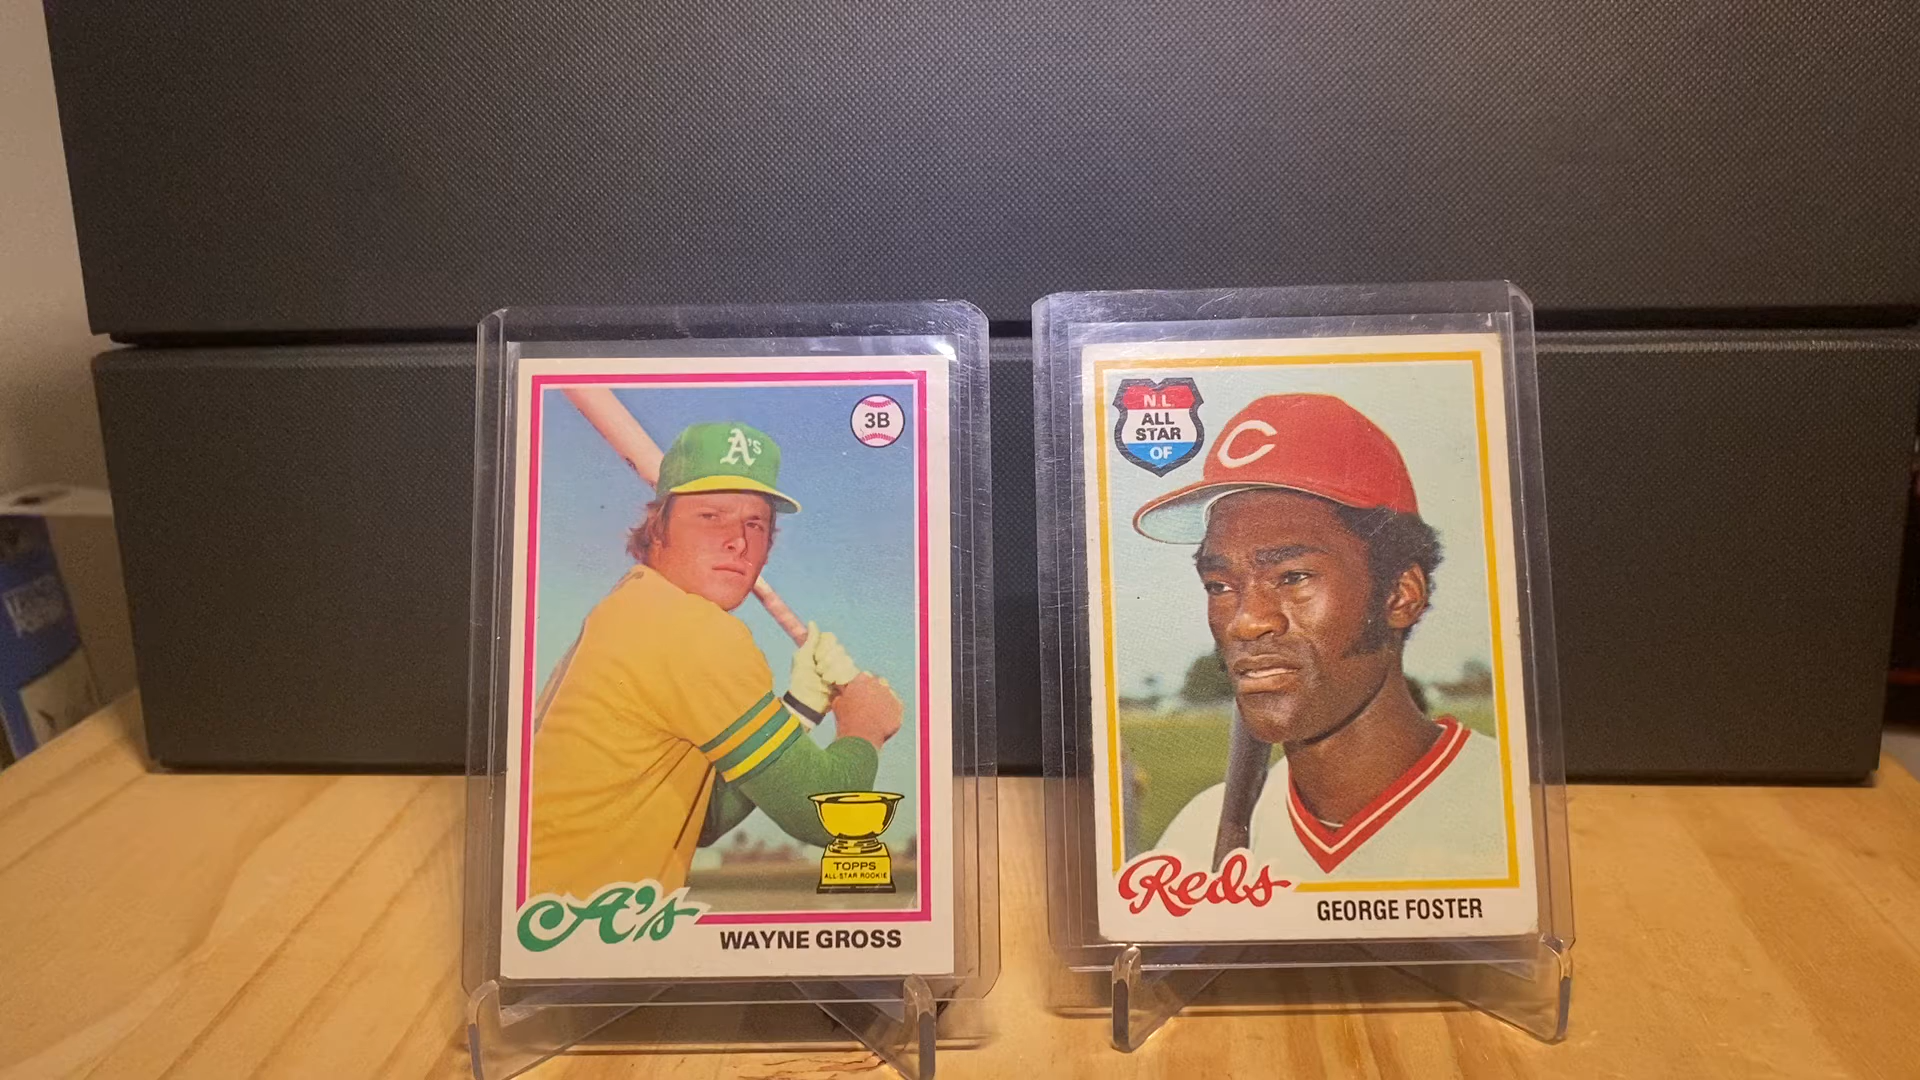 3B
A's
TOPPS
ALL-STAR ROOKIE
A's
WAYNE GROSS
N.L.
ALL
STAR
OF
C
Reds
GEORGE FOSTER